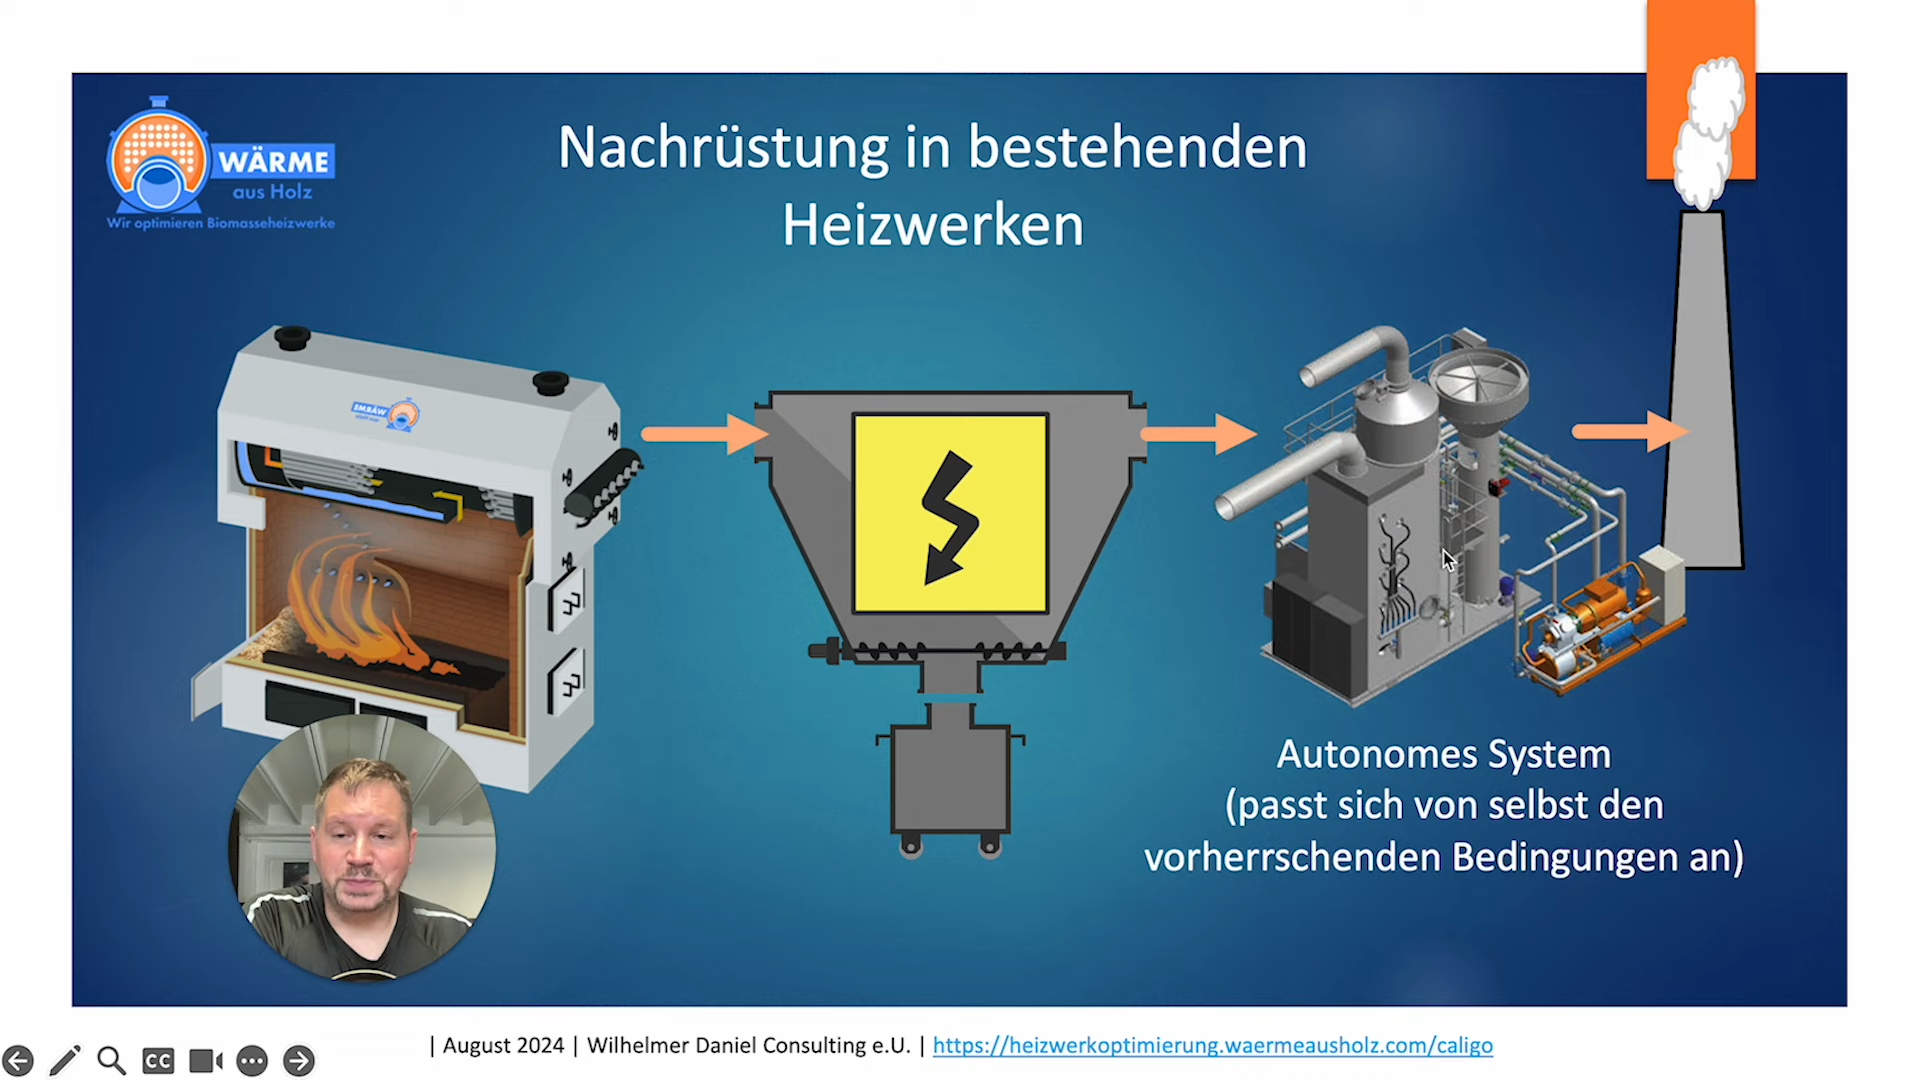 WÄRME
aus Holz
Wir optimieren Biomasseheizwerke
Nachrüstung in bestehenden
Heizwerken
Autonomes System
(passt sich von selbst den
vorherrschenden Bedingungen an)
| August 2024 | Wilhelmer Daniel Consulting e.U. | https://heizwerkoptimierung.waermeausholz.com/caligo
CC